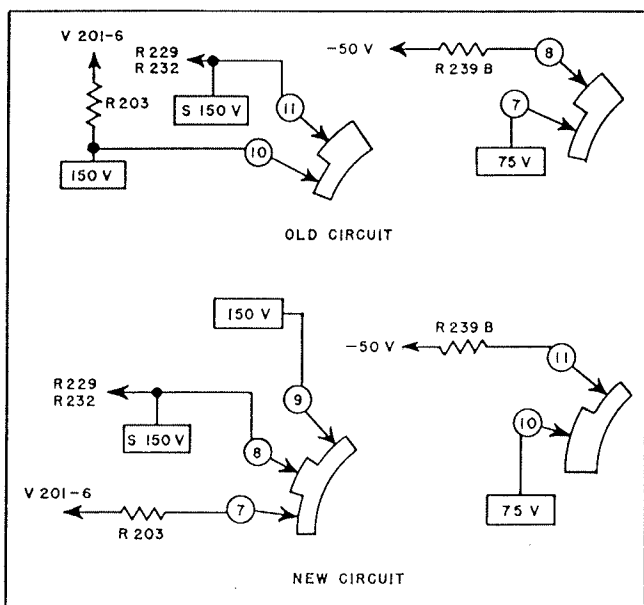 V 201-6
R 229
R 232
R 203
S 150 V
11
150 V
10
-50 V
R 239 B
8
7
75 V
OLD CIRCUIT
150 V
R 229
R 232
9
S 150 V
8
V 201-6
R 203
7
-50 V
R 239 B
11
10
75 V
NEW CIRCUIT